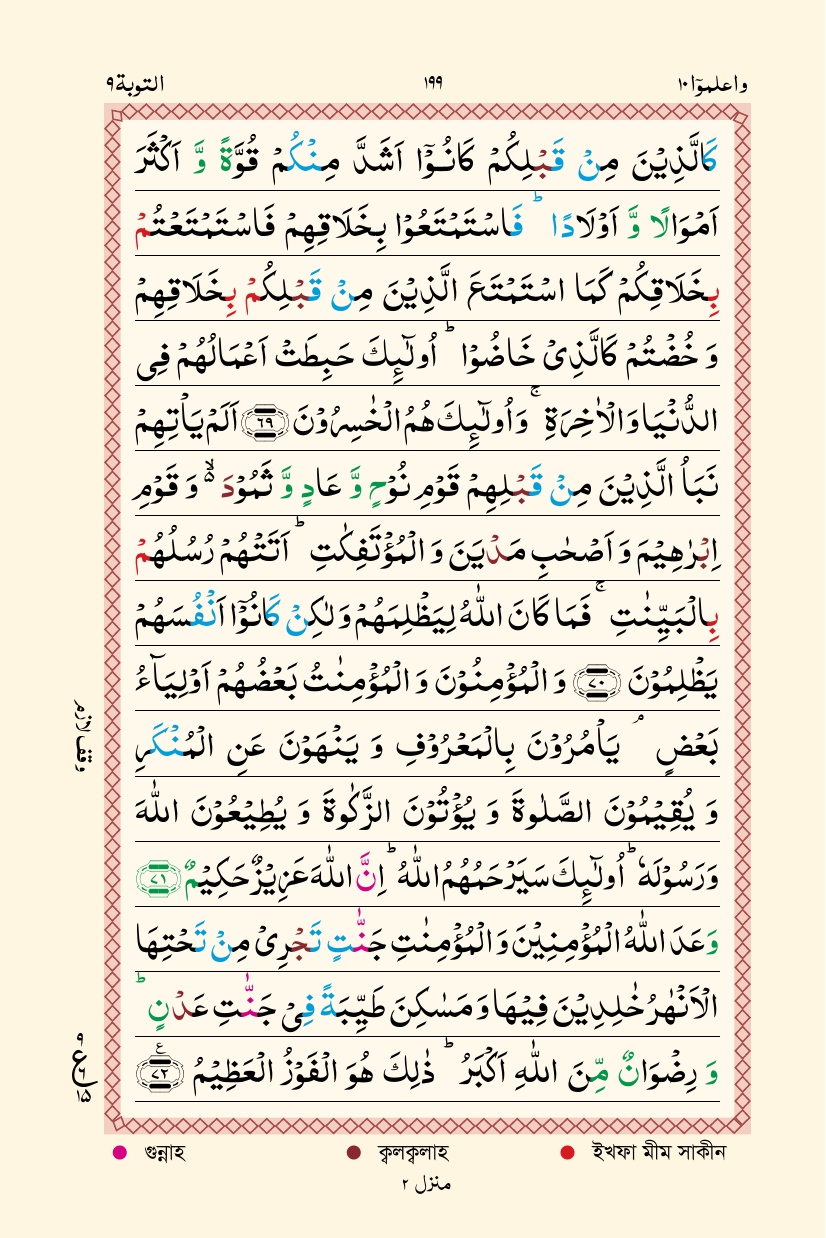 التوبة٩ ١٩٩ واعلموٓا١٠
كَالَّذِيْنَ مِنْ قَبْلِكُمْ كَانُوْٓا اَشَدَّ مِنْكُمْ قُوَّةً وَّ اَكْثَرَ
اَمْوَالًا وَّ اَوْلَادًا ؕ فَاسْتَمْتَعُوْا بِخَلَاقِهِمْ فَاسْتَمْتَعْتُمْ
بِخَلَاقِكُمْ كَمَا اسْتَمْتَعَ الَّذِيْنَ مِنْ قَبْلِكُمْ بِخَلَاقِهِمْ
وَ خُضْتُمْ كَالَّذِيْ خَاضُوْا ؕ اُولٰٓئِكَ حَبِطَتْ اَعْمَالُهُمْ فِي
الدُّنْيَا وَالْاٰخِرَةِ ۚ وَاُولٰٓئِكَ هُمُ الْخٰسِرُوْنَ ﴿٦٩﴾ اَلَمْ يَاْتِهِمْ
نَبَاُ الَّذِيْنَ مِنْ قَبْلِهِمْ قَوْمِ نُوْحٍ وَّ عَادٍ وَّ ثَمُوْدَ ۙ۬ وَ قَوْمِ
اِبْرٰهِيْمَ وَ اَصْحٰبِ مَدْيَنَ وَ الْمُؤْتَفِكٰتِ ؕ اَتَتْهُمْ رُسُلُهُمْ
بِالْبَيِّنٰتِ ۚ فَمَا كَانَ اللّٰهُ لِيَظْلِمَهُمْ وَلٰكِنْ كَانُوْٓا اَنْفُسَهُمْ
يَظْلِمُوْنَ ﴿٧٠﴾ وَ الْمُؤْمِنُوْنَ وَ الْمُؤْمِنٰتُ بَعْضُهُمْ اَوْلِيَآءُ
بَعْضٍ ۘ يَاْمُرُوْنَ بِالْمَعْرُوْفِ وَ يَنْهَوْنَ عَنِ الْمُنْكَرِ
وَ يُقِيْمُوْنَ الصَّلٰوةَ وَ يُؤْتُوْنَ الزَّكٰوةَ وَ يُطِيْعُوْنَ اللّٰهَ
وَرَسُوْلَهٗ ؕ اُولٰٓئِكَ سَيَرْحَمُهُمُ اللّٰهُ ؕ اِنَّ اللّٰهَ عَزِيْزٌ حَكِيْمٌ ﴿٧١﴾
وَعَدَ اللّٰهُ الْمُؤْمِنِيْنَ وَ الْمُؤْمِنٰتِ جَنّٰتٍ تَجْرِيْ مِنْ تَحْتِهَا
الْاَنْهٰرُ خٰلِدِيْنَ فِيْهَا وَ مَسٰكِنَ طَيِّبَةً فِيْ جَنّٰتِ عَدْنٍ ؕ
وَ رِضْوَانٌ مِّنَ اللّٰهِ اَكْبَرُ ؕ ذٰلِكَ هُوَ الْفَوْزُ الْعَظِيْمُ ﴿٧٢﴾ ع
وقف لازم
٩
ع
٦
١٥
গুন্নাহ ক্বলক্বলাহ ইখফা মীম সাকীন
منزل ٢